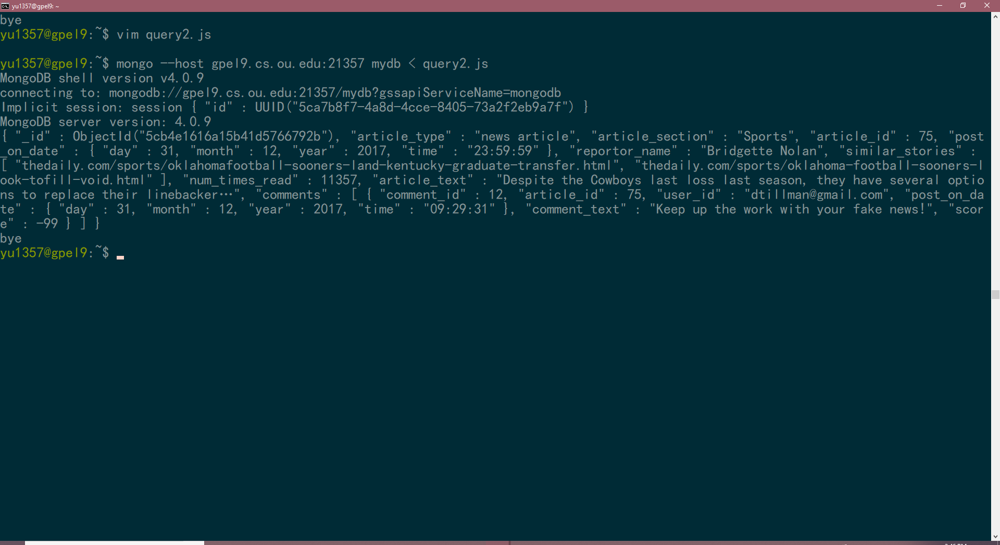 yu1357@gpel9: ~
bye
yu1357@gpel9:~$ vim query2.js
yu1357@gpel9:~$ mongo --host gpel9.cs.ou.edu:21357 mydb < query2.js
MongoDB shell version v4.0.9
connecting to: mongodb://gpel9.cs.ou.edu:21357/mydb?gssapiServiceName=mongodb
Implicit session: session { "id" : UUID("5ca7b8f7-4a8d-4cce-8405-73a2f2eb9a7f") }
MongoDB server version: 4.0.9
{ "_id" : ObjectId("5cb4e1616a15b41d5766792b"), "article_type" : "news article", "article_section" : "Sports", "article_id" : 75, "post
_on_date" : { "day" : 31, "month" : 12, "year" : 2017, "time" : "23:59:59" }, "reportor_name" : "Bridgette Nolan", "similar_stories" :
[ "thedaily.com/sports/oklahomafootball-sooners-land-kentucky-graduate-transfer.html", "thedaily.com/sports/oklahoma-football-sooners-l
ook-tofill-void.html" ], "num_times_read" : 11357, "article_text" : "Despite the Cowboys last loss last season, they have several optio
ns to replace their linebacker…", "comments" : [ { "comment_id" : 12, "article_id" : 75, "user_id" : "dtillman@gmail.com", "post_on_da
te" : { "day" : 31, "month" : 12, "year" : 2017, "time" : "09:29:31" }, "comment_text" : "Keep up the work with your fake news!", "scor
e" : -99 } ] }
bye
yu1357@gpel9:~$